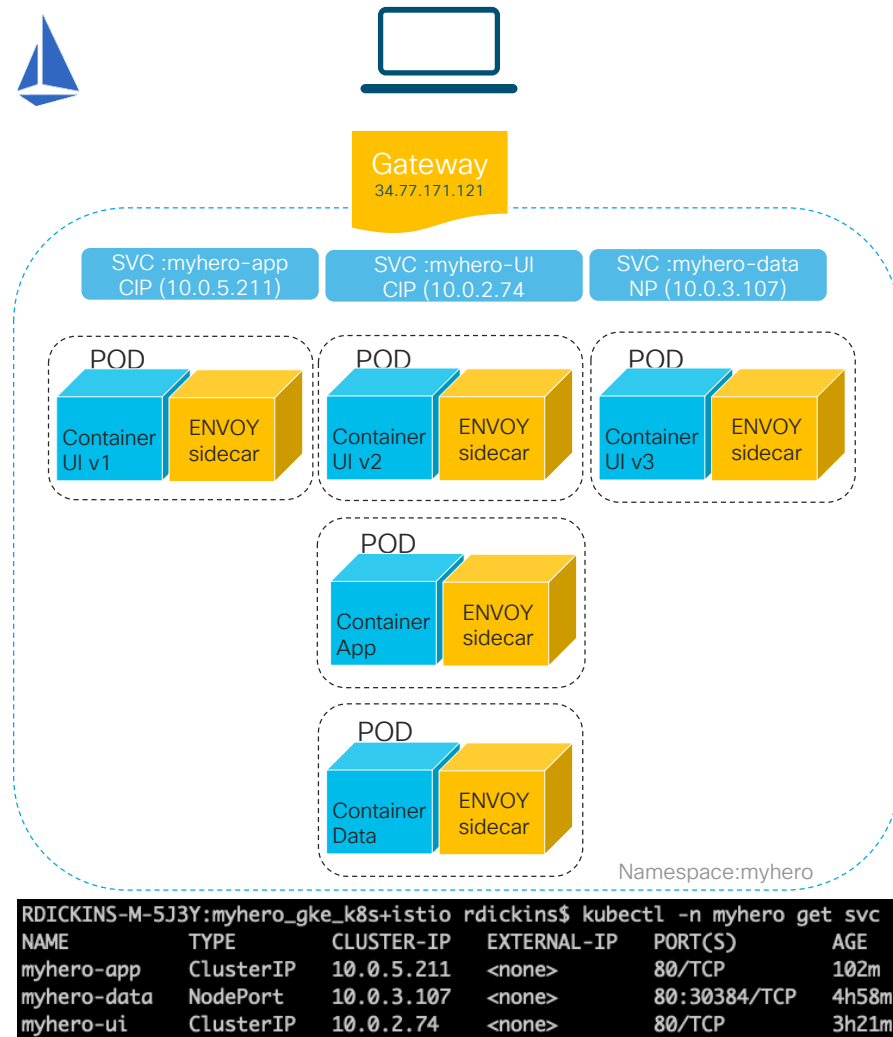 Gateway
34.77.171.121
SVC :myhero-app
CIP (10.0.5.211)
SVC :myhero-UI
CIP (10.0.2.74
SVC :myhero-data
NP (10.0.3.107)
POD
Container
UI v1
ENVOY
sidecar
POD
Container
UI v2
ENVOY
sidecar
POD
Container
UI v3
ENVOY
sidecar
POD
Container
App
ENVOY
sidecar
POD
Container
Data
ENVOY
sidecar
Namespace:myhero
RDICKINS-M-5J3Y:myhero_gke_k8s+istio rdickins$ kubectl -n myhero get svc
NAME TYPE CLUSTER-IP EXTERNAL-IP PORT(S) AGE
myhero-app ClusterIP 10.0.5.211 <none> 80/TCP 102m
myhero-data NodePort 10.0.3.107 <none> 80:30384/TCP 4h58m
myhero-ui ClusterIP 10.0.2.74 <none> 80/TCP 3h21m